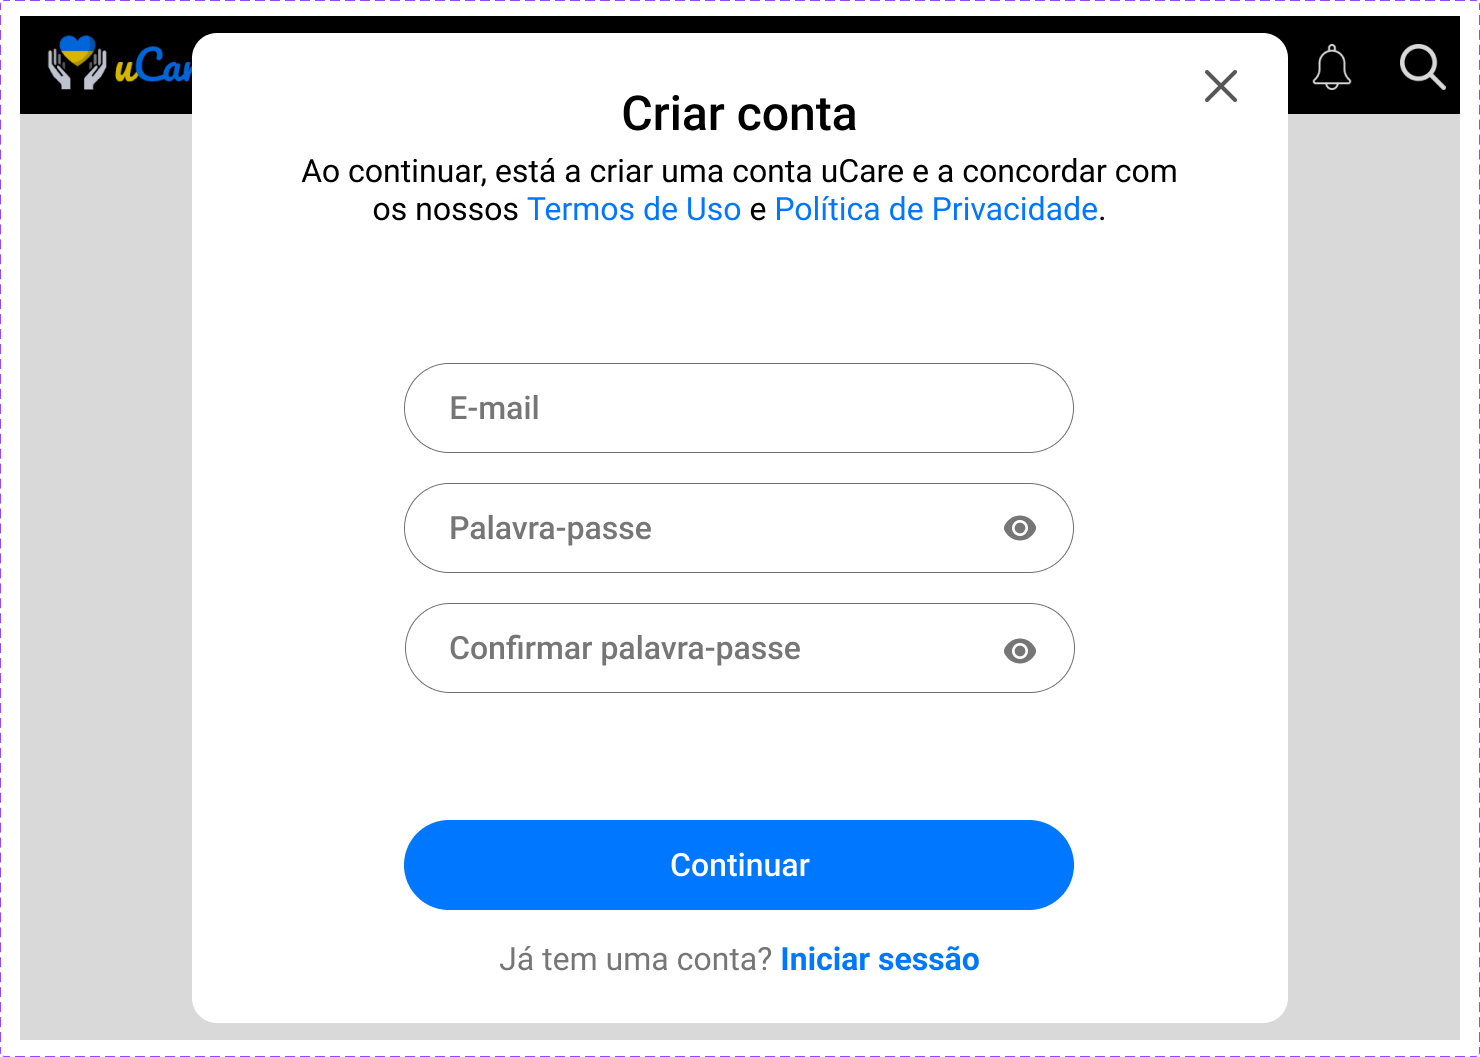 uCar
Criar conta
Ao continuar, está a criar uma conta uCare e a concordar com
os nossos Termos de Uso e Política de Privacidade.
E-mail
Palavra-passe
Confirmar palavra-passe
Continuar
Já tem uma conta? Iniciar sessão